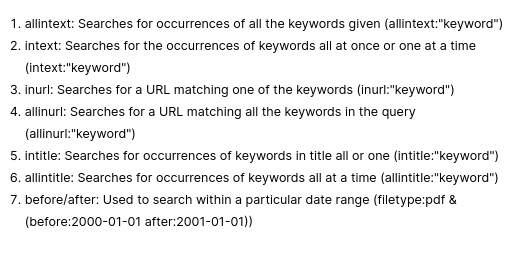 1. allintext: Searches for occurrences of all the keywords given (allintext:"keyword")
2. intext: Searches for the occurrences of keywords all at once or one at a time
(intext:"keyword")
3. inurl: Searches for a URL matching one of the keywords (inurl:"keyword")
4. allinurl: Searches for a URL matching all the keywords in the query
(allinurl:"keyword")
5. intitle: Searches for occurrences of keywords in title all or one (intitle:"keyword")
6. allintitle: Searches for occurrences of keywords all at a time (allintitle:"keyword")
7. before/after: Used to search within a particular date range (filetype:pdf &
(before:2000-01-01 after:2001-01-01))